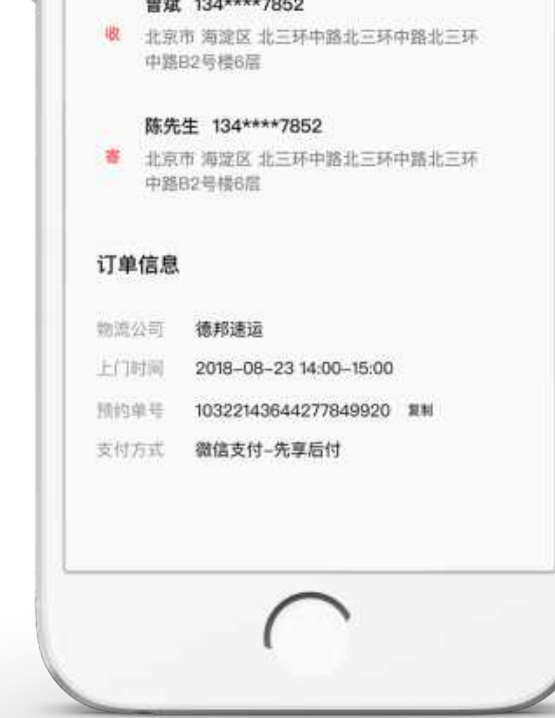 曾斌 134****7852
收 北京市 海淀区 北三环中路北三环中路北三环
中路B2号楼6层
陈先生 134****7852
寄 北京市 海淀区 北三环中路北三环中路北三环
中路B2号楼6层
订单信息
物流公司 德邦速运
上门时间 2018-08-23 14:00-15:00
预约单号 10322143644277849920 复制
支付方式 微信支付-先享后付